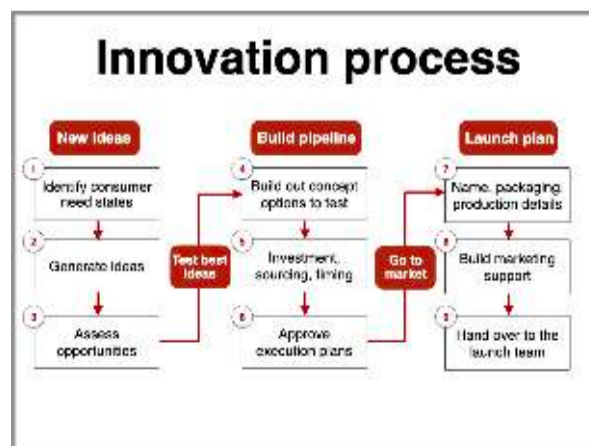 Innovation process
New ideas
Build pipeline
Launch plan
1
Identify consumer
need states
2
Generate Ideas
3
Assess
opportunities
Test best
ideas
4
Build out concept
options to test
5
Investment,
sourcing, timing
6
Approve
execution plans
Go to
market
7
Name, packaging,
production details
8
Build marketing
support
9
Hand over to the
launch team